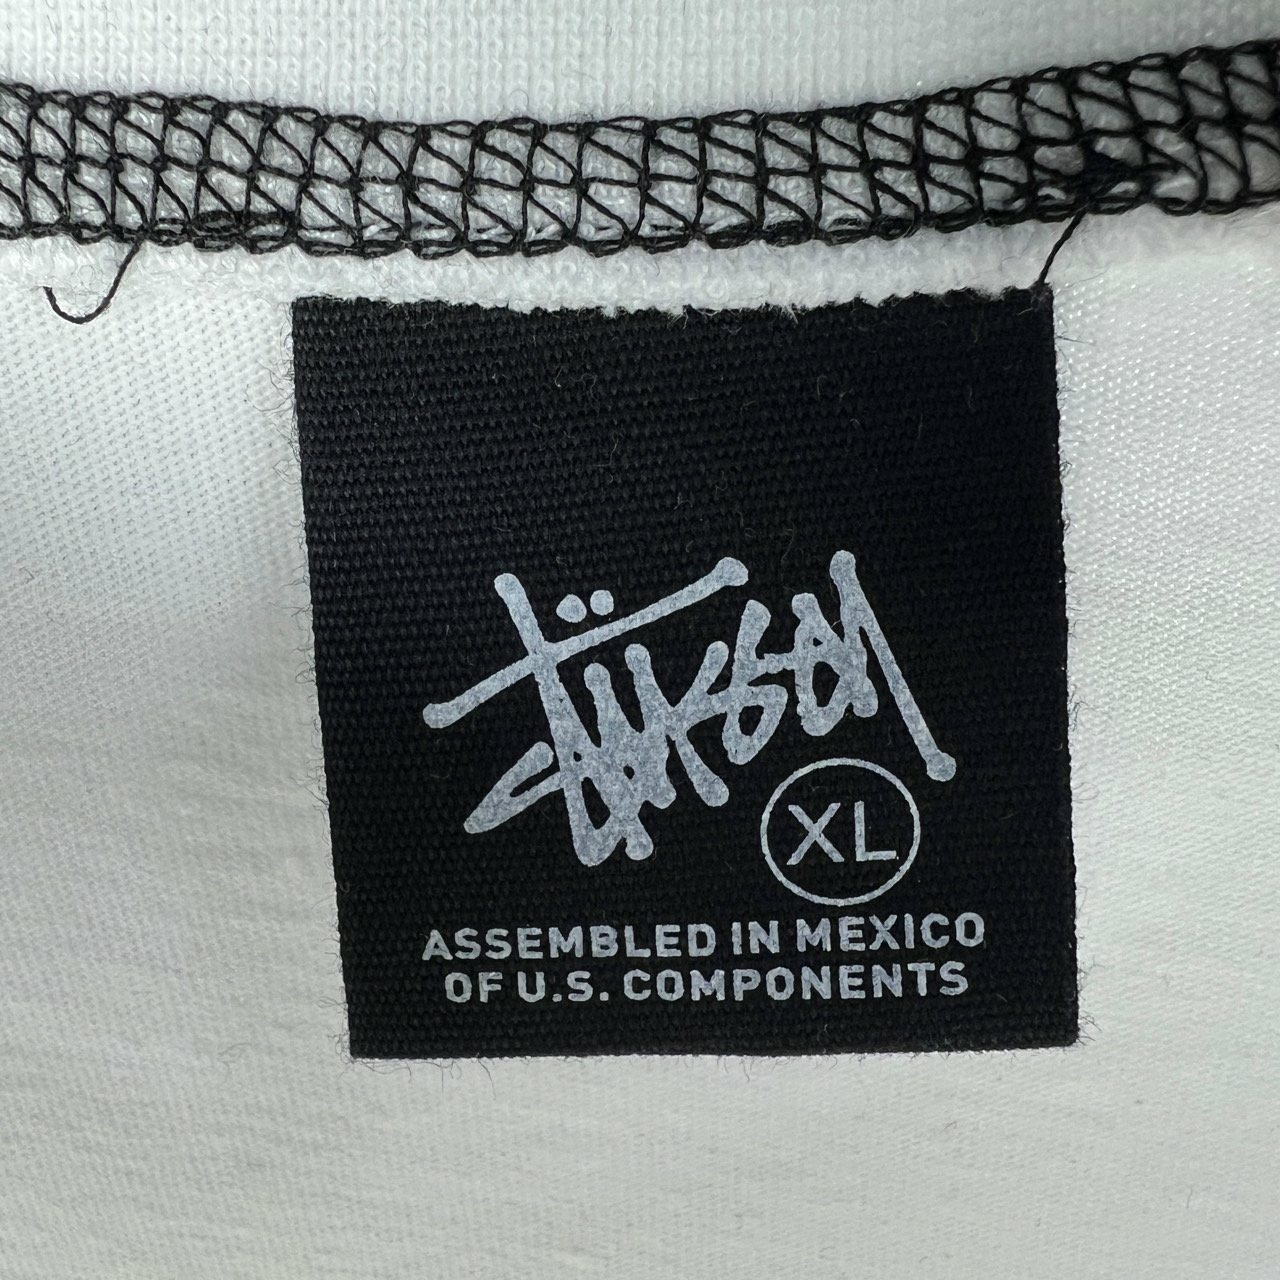 Stüssy
XL
ASSEMBLED IN MEXICO
OF U.S. COMPONENTS